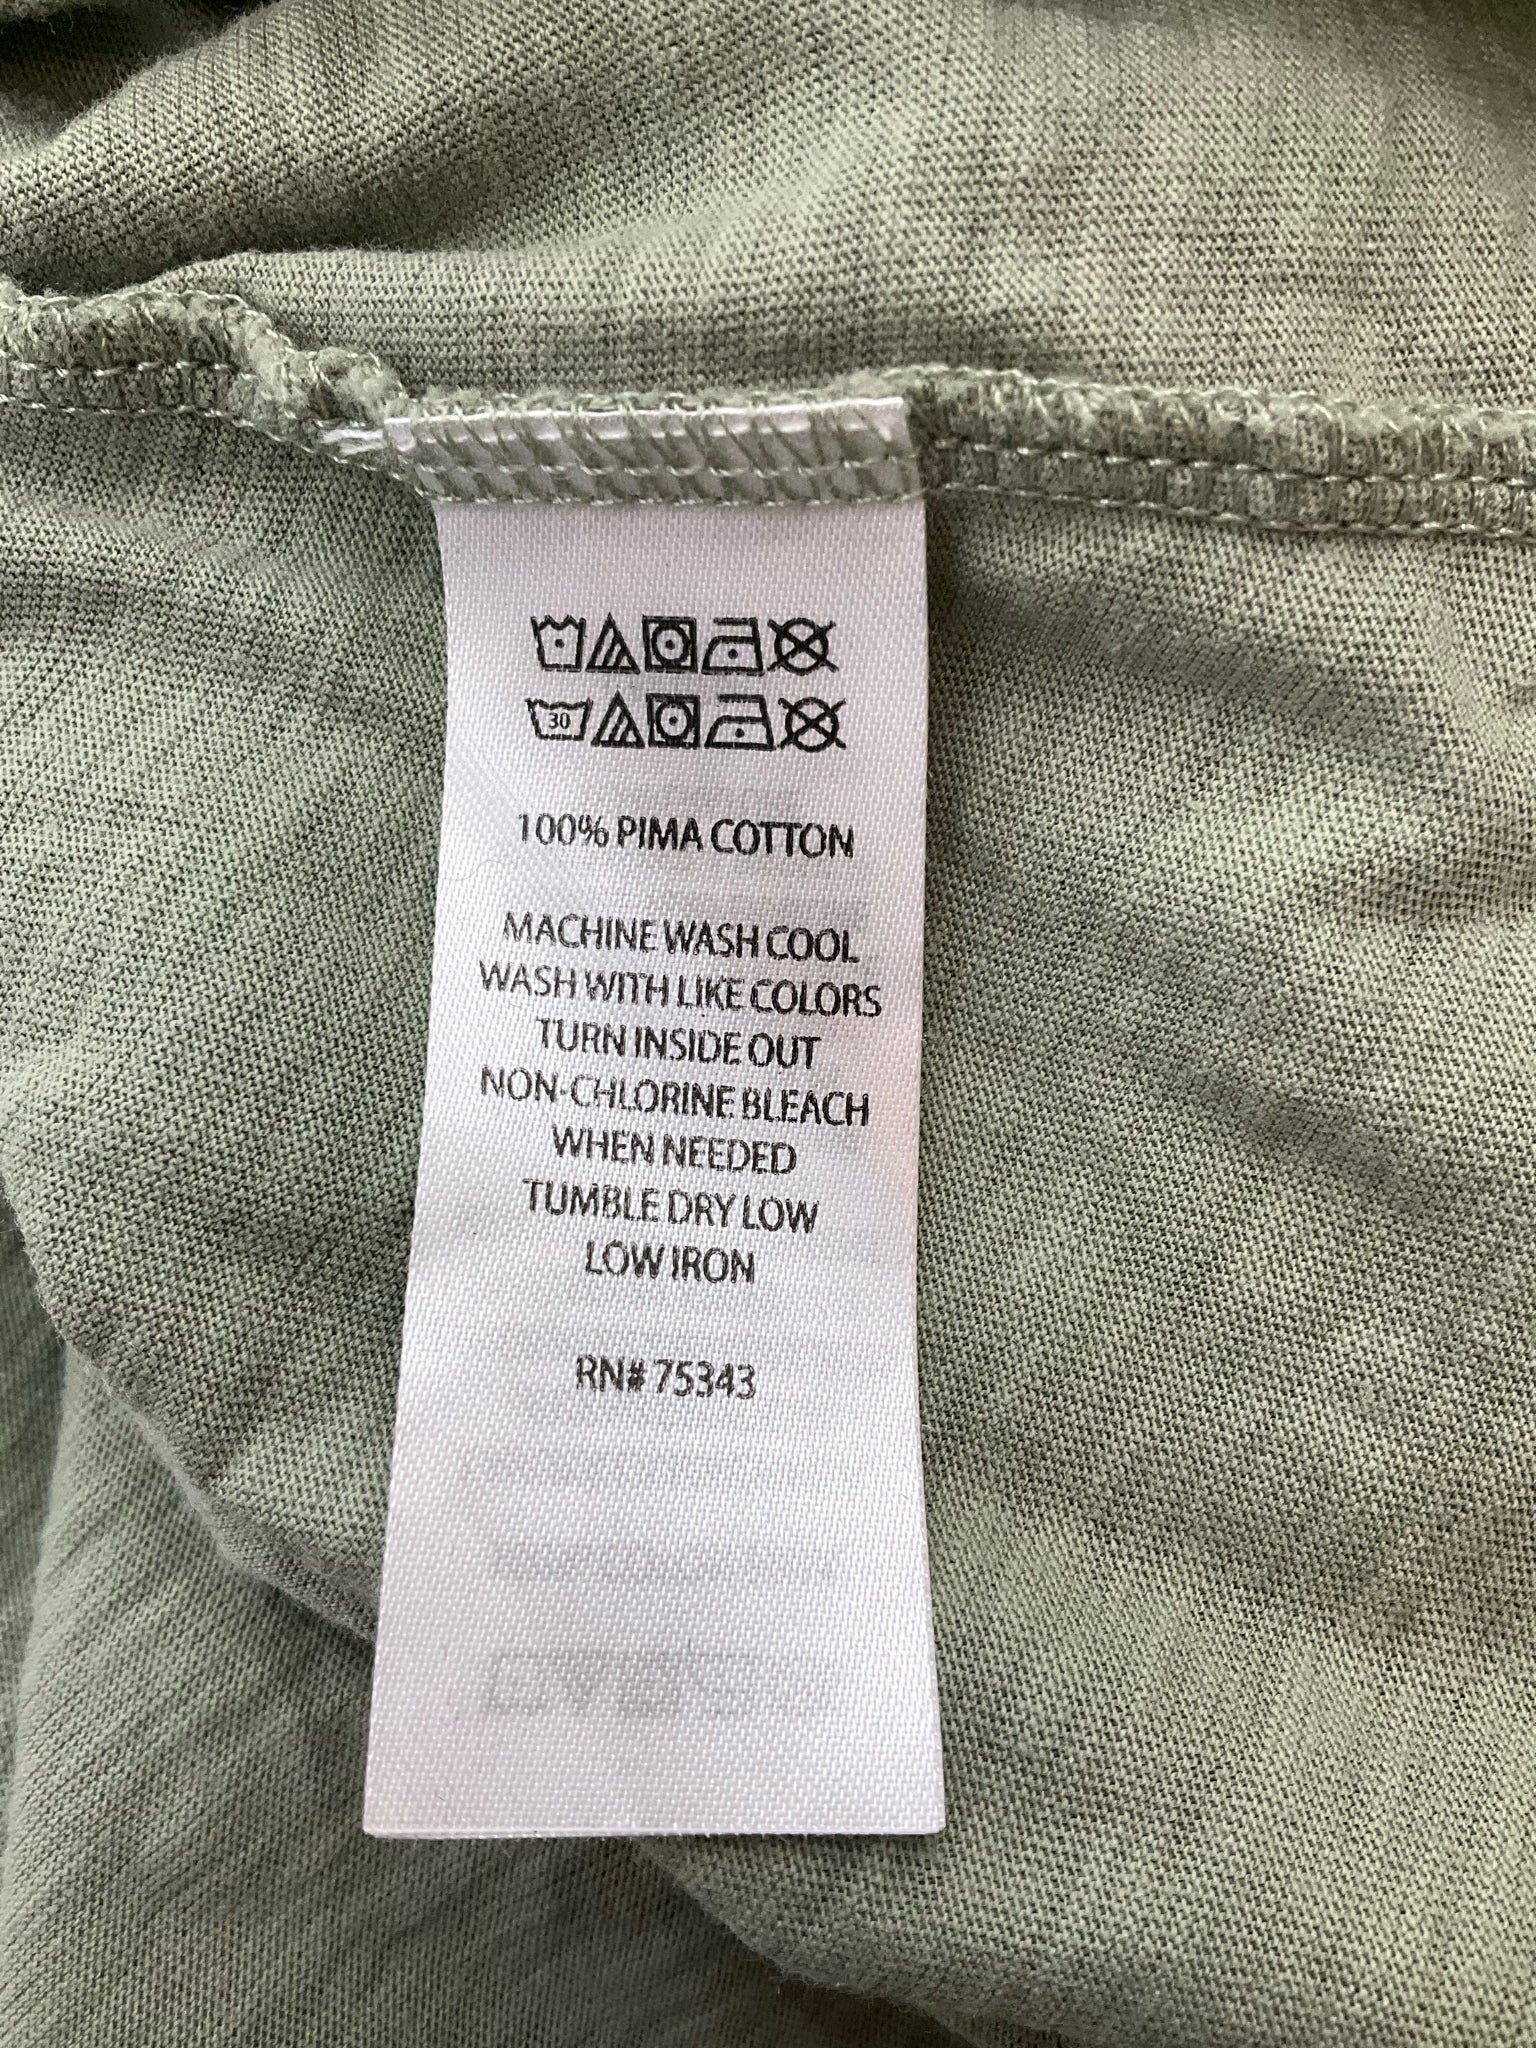 30
100% PIMA COTTON
MACHINE WASH COOL
WASH WITH LIKE COLORS
TURN INSIDE OUT
NON-CHLORINE BLEACH
WHEN NEEDED
TUMBLE DRY LOW
LOW IRON
RN# 75343